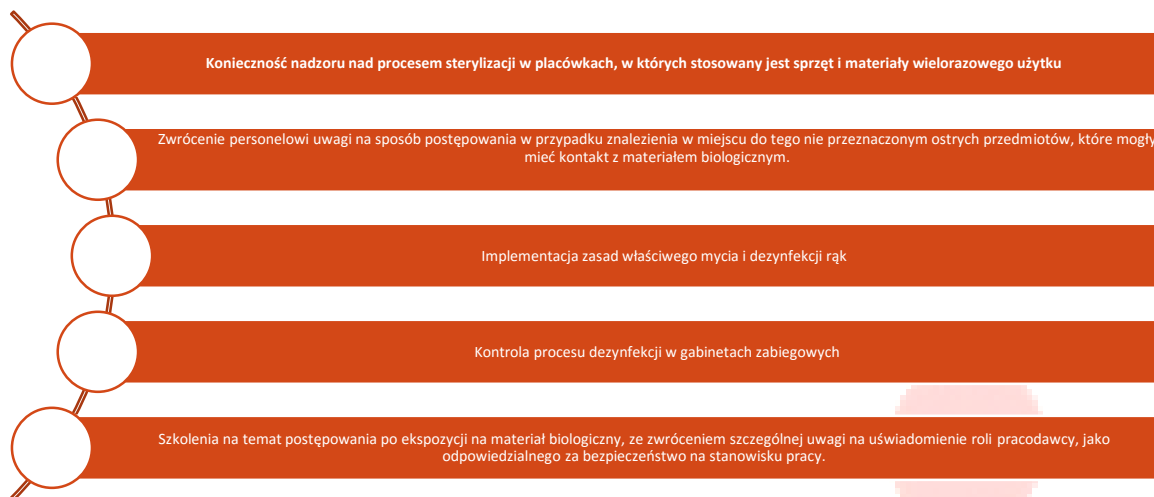 Konieczność nadzoru nad procesem sterylizacji w placówkach, w których stosowany jest sprzęt i materiały wielorazowego użytku
Zwrócenie personelowi uwagi na sposób postępowania w przypadku znalezienia w miejscu do tego nie przeznaczonym ostrych przedmiotów, które mogły
mieć kontakt z materiałem biologicznym.
Implementacja zasad właściwego mycia i dezynfekcji rąk
Kontrola procesu dezynfekcji w gabinetach zabiegowych
Szkolenia na temat postępowania po ekspozycji na materiał biologiczny, ze zwróceniem szczególnej uwagi na uświadomienie roli pracodawcy, jako
odpowiedzialnego za bezpieczeństwo na stanowisku pracy.